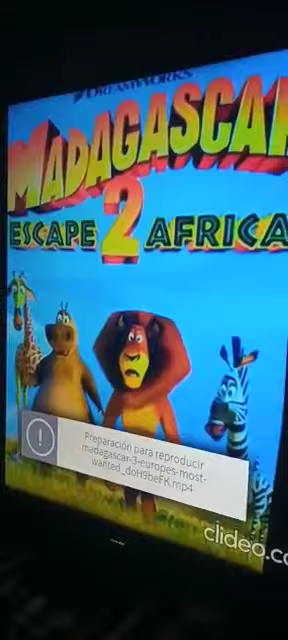 DREAMWORKS
MADAGASCAR
2
ESCAPE AFRICA
Preparación para reproducir
madagascar-3-europes-most-
wanted_doH9beFK.mp4
clideo.co